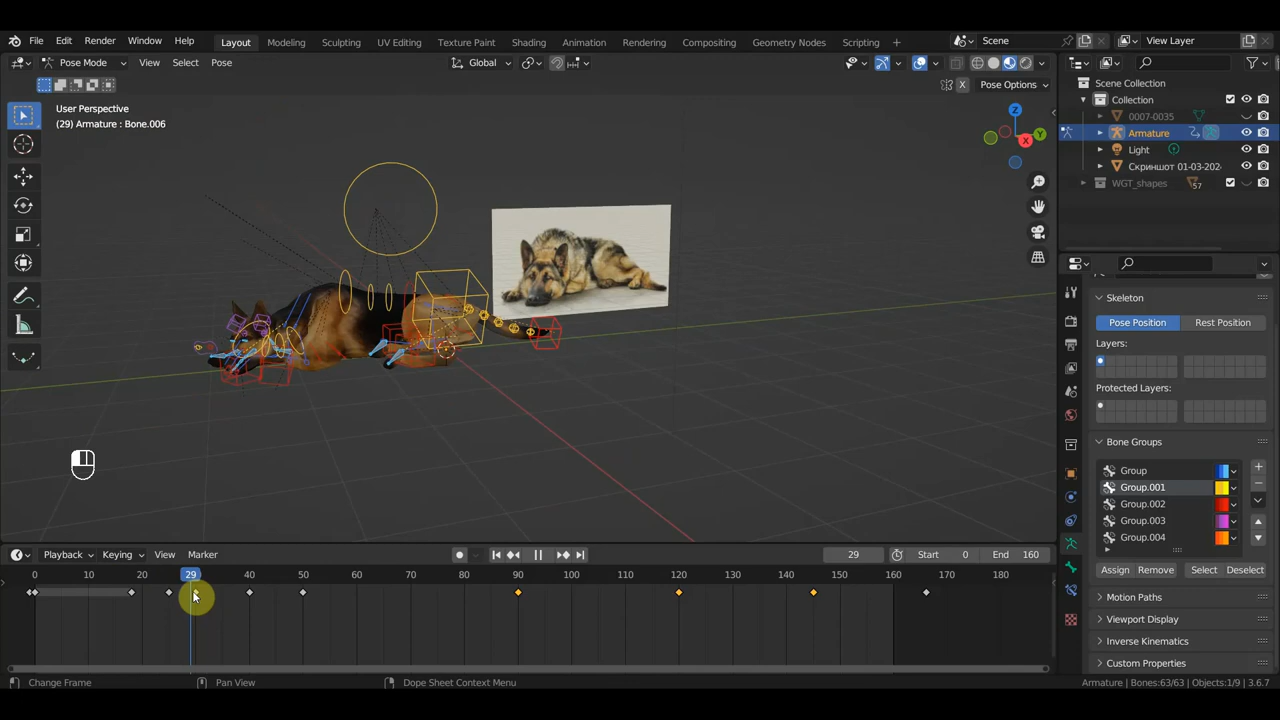 File Edit Render Window Help Layout Modeling Sculpting UV Editing Texture Paint Shading Animation Rendering Compositing Geometry Nodes Scripting + Scene View Layer
Pose Mode View Select Pose Global
X Pose Options
User Perspective
(29) Armature : Bone.006
Z
Y
X
Scene Collection
Collection
0007-0035
Armature
Light
Скриншот 01-03-202
WGT_shapes 57
Skeleton
Pose Position Rest Position
Layers:
Protected Layers:
Bone Groups
Group
Group.001
Group.002
Group.003
Group.004
Assign Remove Select Deselect
Motion Paths
Viewport Display
Inverse Kinematics
Custom Properties
Playback Keying View Marker 29 Start 0 End 160
0 10 20 29 40 50 60 70 80 90 100 110 120 130 140 150 160 170 180
Change Frame Pan View Dope Sheet Context Menu Armature | Bones:63/63 | Objects:1/9 | 3.6.7